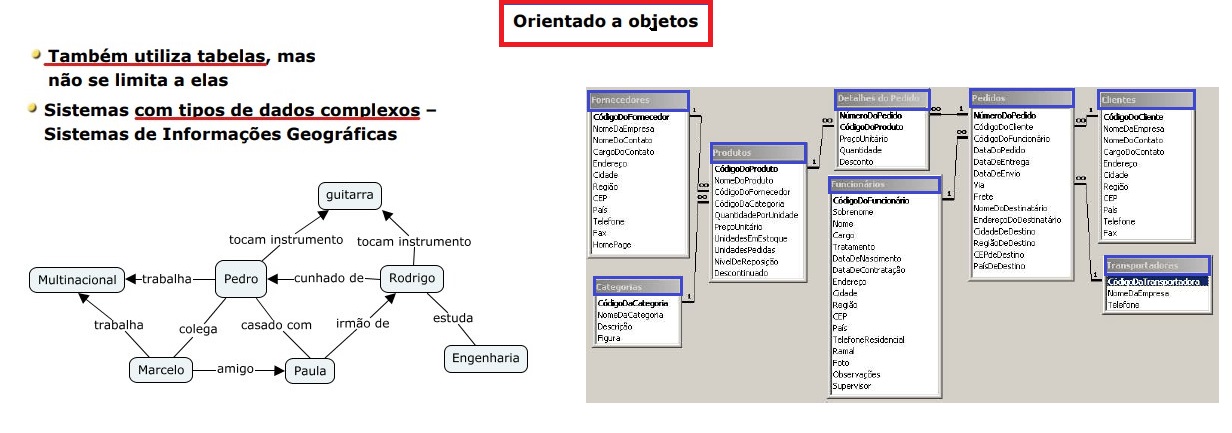 Orientado a objetos
Também utiliza tabelas, mas
não se limita a elas
Sistemas com tipos de dados complexos –
Sistemas de Informações Geográficas
guitarra
tocam instrumento
tocam instrumento
Multinacional
trabalha
Pedro
cunhado de
Rodrigo
trabalha
colega
casado com
irmão de
estuda
Marcelo
amigo
Paula
Engenharia
Fornecedores
CódigoDoFornecedor
NomeDaEmpresa
NomeDoContato
CargoDoContato
Endereço
Cidade
Região
CEP
País
Telefone
Fax
HomePage
1
∞
∞
Categorias
CódigoDaCategoria
NomeDaCategoria
Descrição
Figura
1
Produtos
CódigoDoProduto
NomeDoProduto
CódigoDoFornecedor
CódigoDaCategoria
QuantidadePorUnidade
PreçoUnitário
UnidadesEmEstoque
UnidadesPedidas
NívelDeReposição
Descontinuado
1
∞
Detalhes do Pedido
NúmeroDoPedido
CódigoDoProduto
PreçoUnitário
Quantidade
Desconto
∞
1
Funcionários
CódigoDoFuncionário
Sobrenome
Nome
Cargo
Tratamento
DataDeNascimento
DataDeContratação
Endereço
Cidade
Região
CEP
País
TelefoneResidencial
Ramal
Foto
Observações
Supervisor
1
∞
Pedidos
NúmeroDoPedido
CódigoDoCliente
CódigoDoFuncionário
DataDoPedido
DataDeEntrega
DataDeEnvio
Via
Frete
NomeDoDestinatário
EndereçoDoDestinatário
CidadeDeDestino
RegiãoDeDestino
CEPdeDestino
PaísDeDestino
∞
1
∞
1
Clientes
CódigoDoCliente
NomeDaEmpresa
NomeDoContato
CargoDoContato
Endereço
Cidade
Região
CEP
País
Telefone
Fax
Transportadoras
CódigoDaTransportadora
NomeDaEmpresa
Telefone